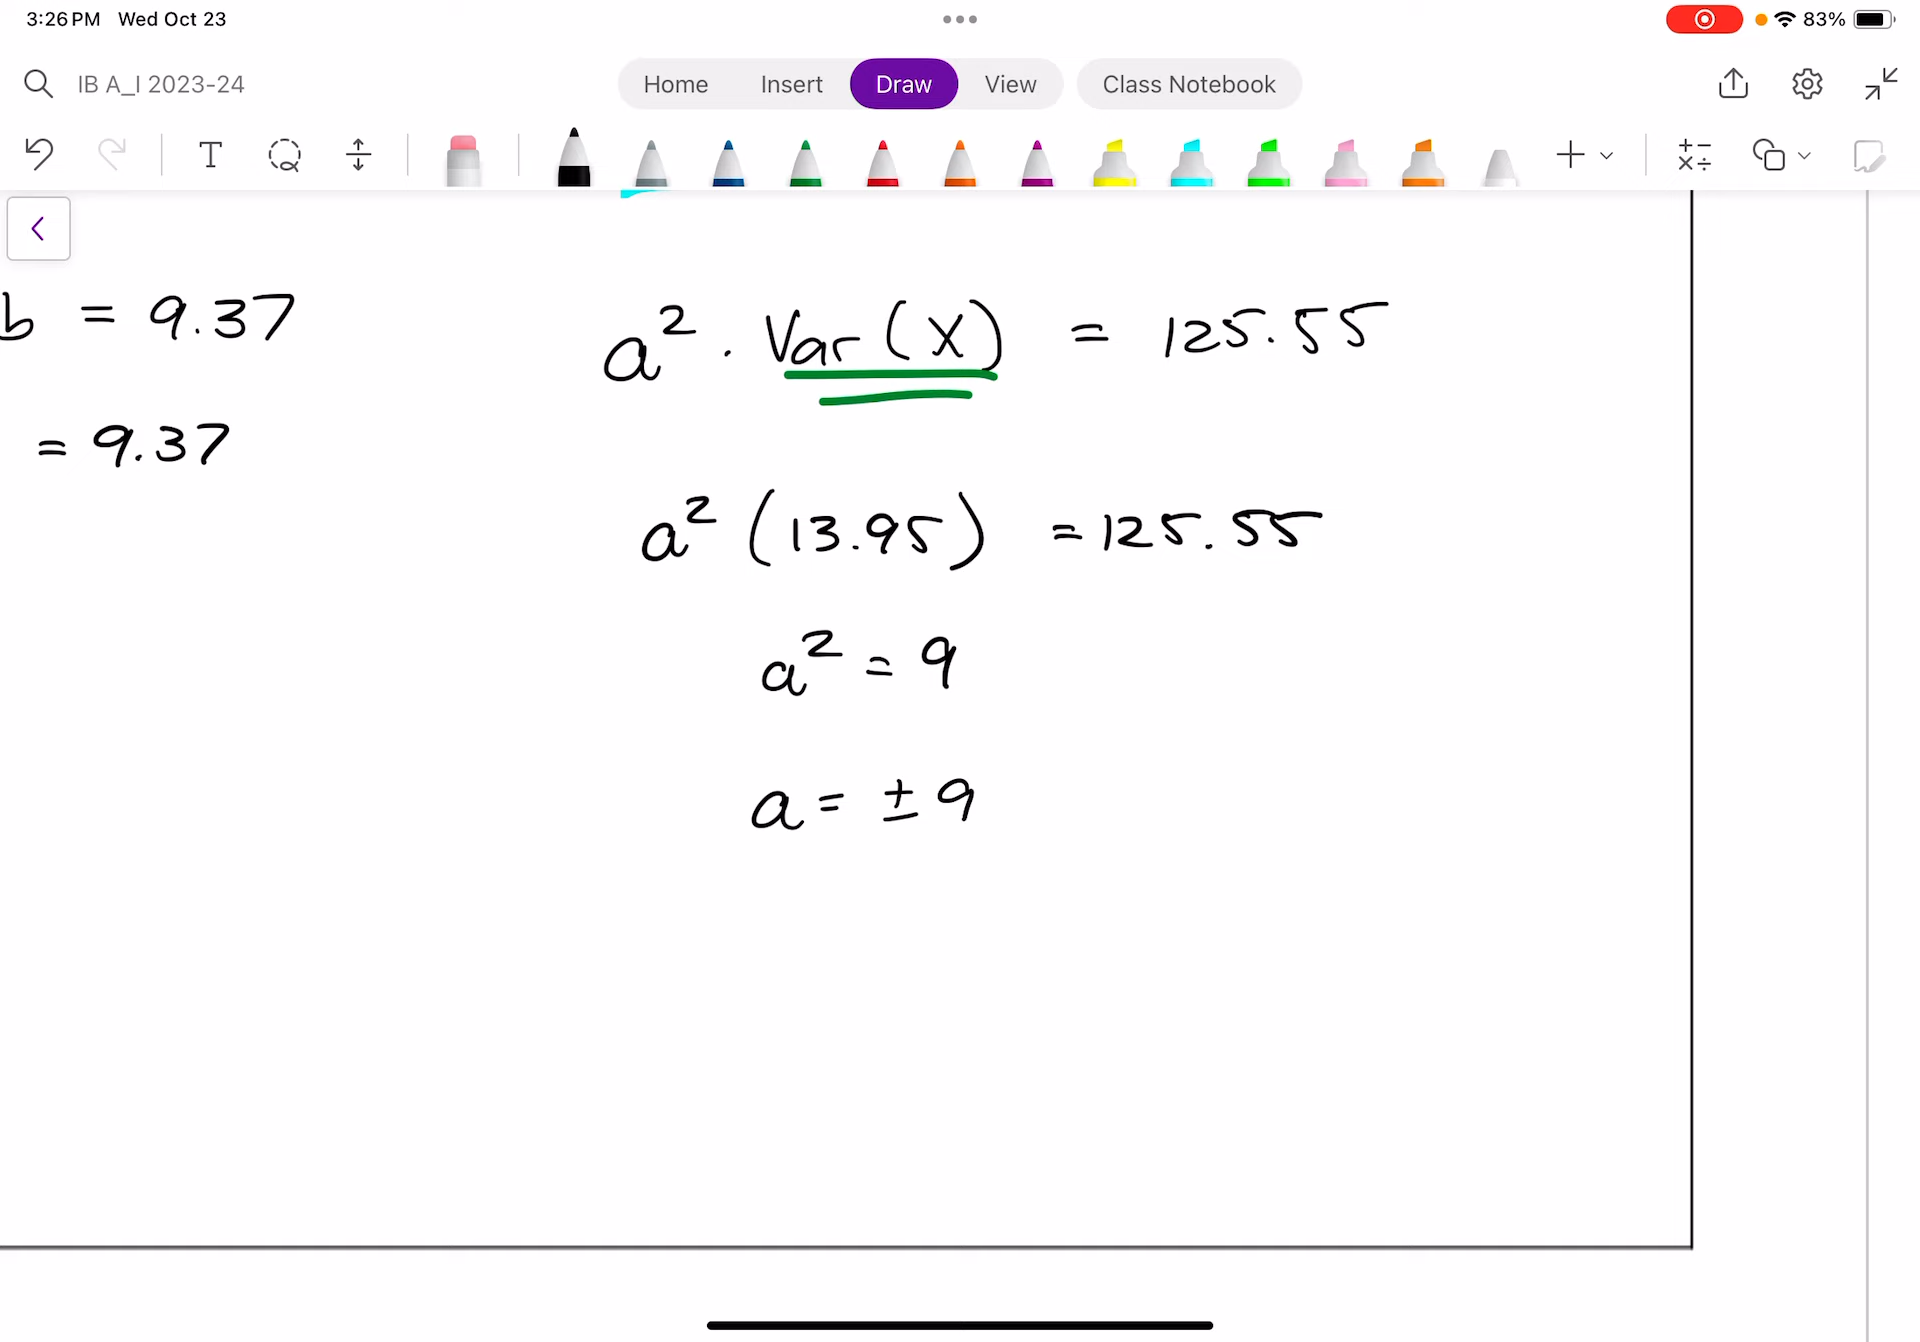 3:26 PM Wed Oct 23
83%
IB A_I 2023-24
Home Insert Draw View Class Notebook
T
b = 9.37
= 9.37
a² · Var(X) = 125.55
a² (13.95) = 125.55
a² = 9
a = ± 9